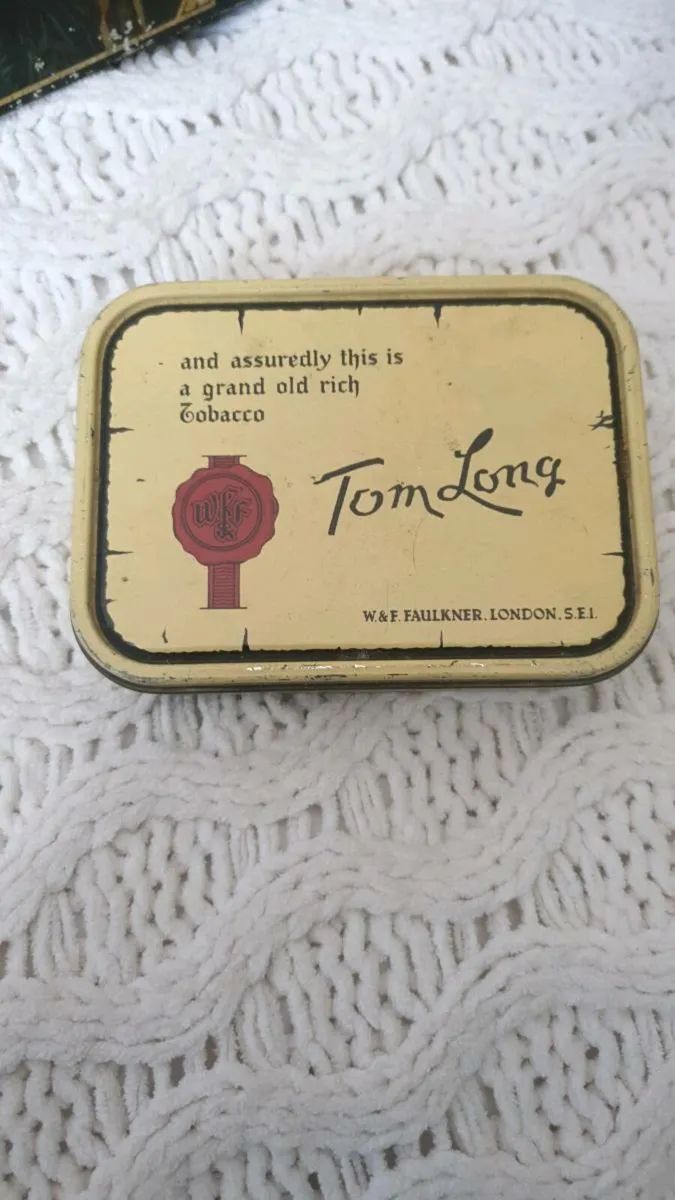 and assuredly this is
a grand old rich
Tobacco
W&F
Tom Long
W. & F. FAULKNER. LONDON. S.E.1.